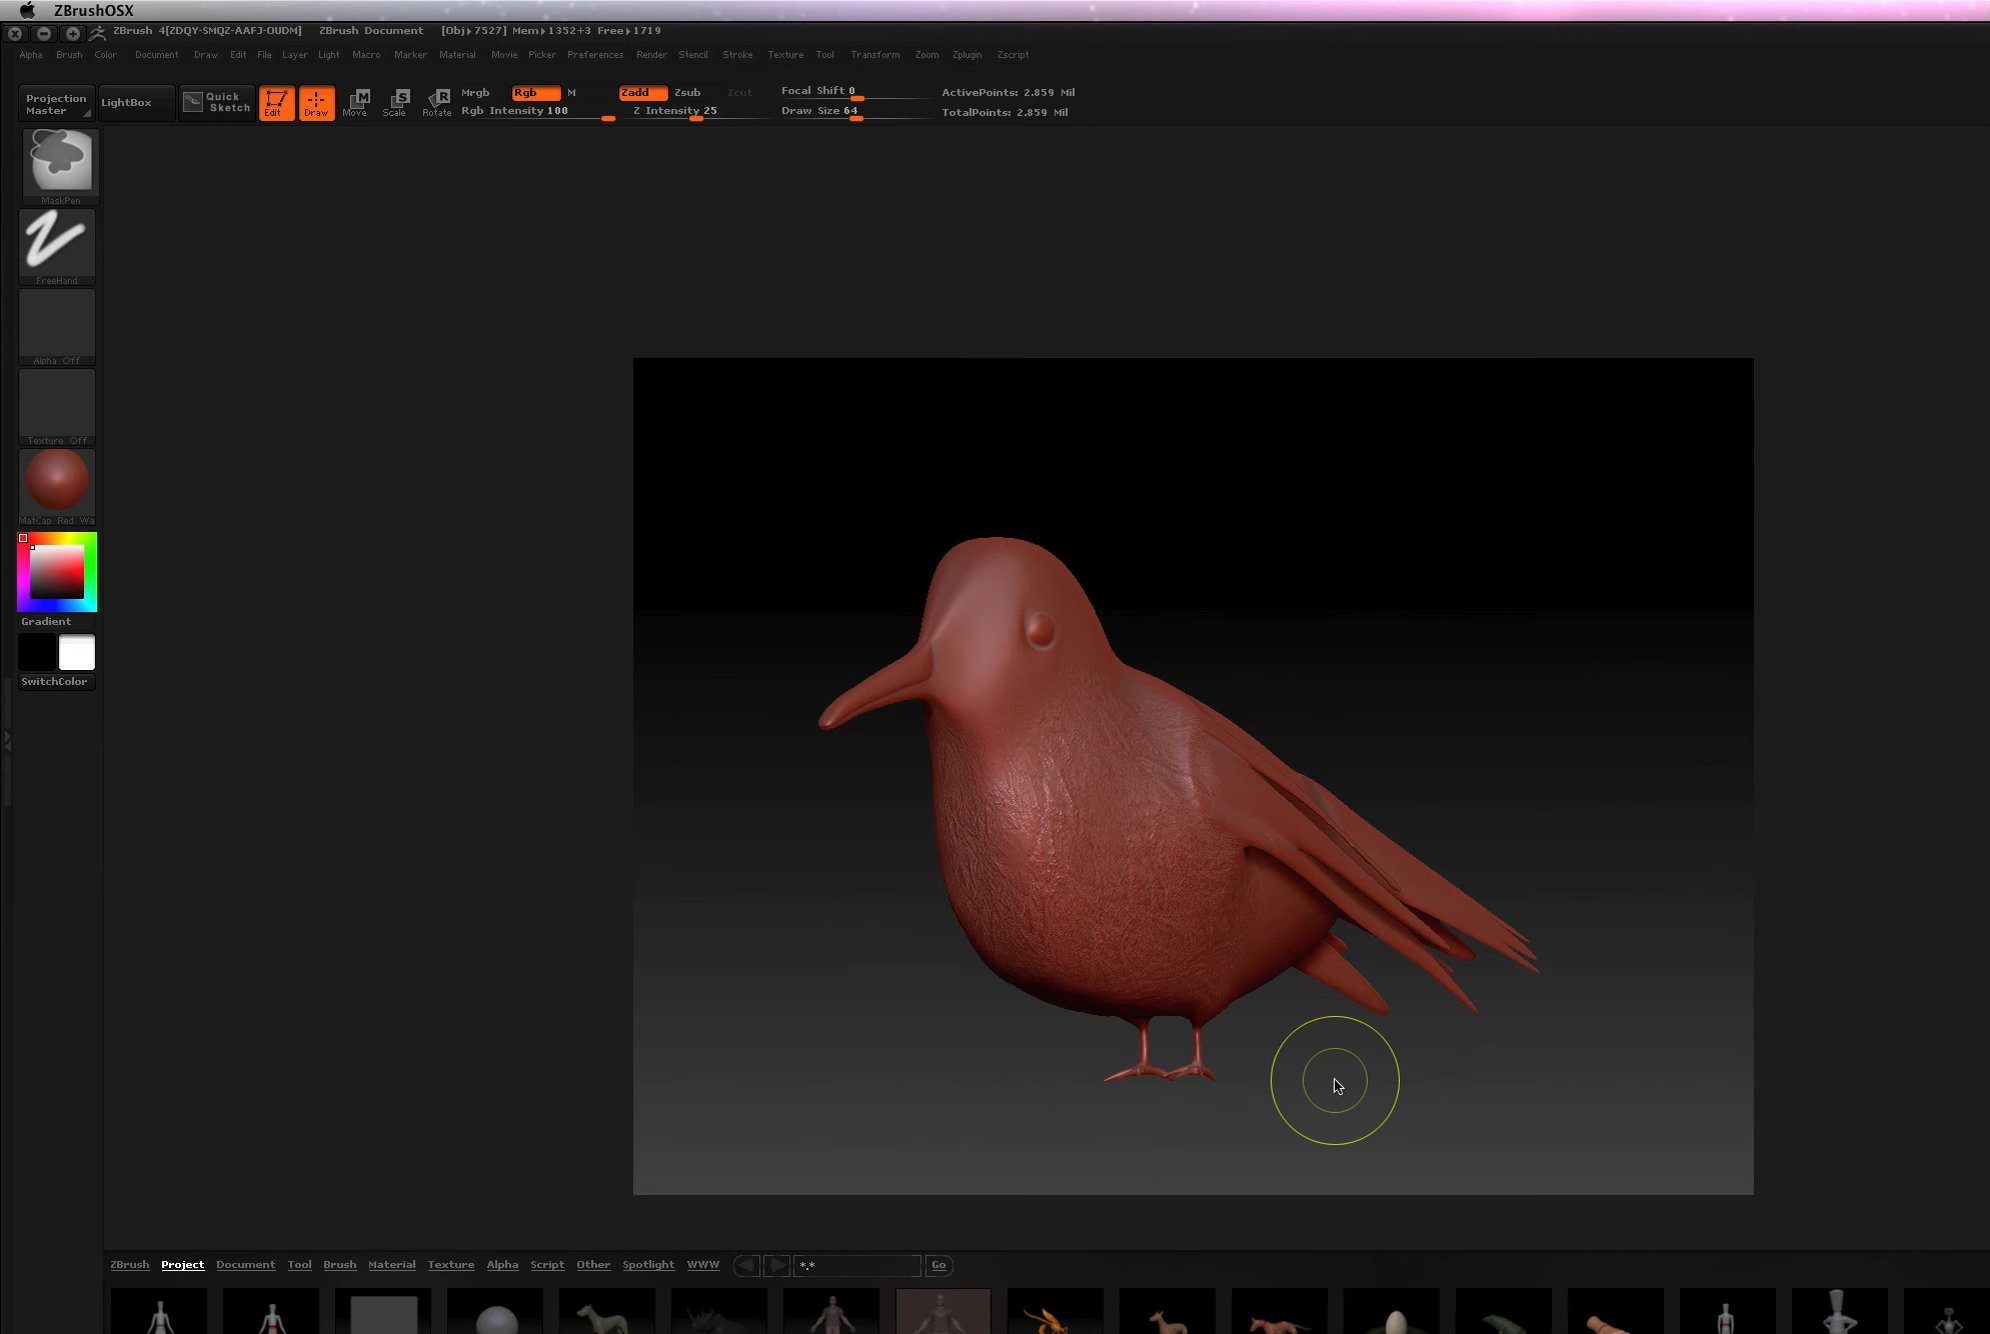 ZBrushOSX
ZBrush 4[ZDQY-SMQZ-AAFJ-OUDM] ZBrush Document [Obj▸7527] Mem▸1352+3 Free▸1719
Alpha Brush Color Document Draw Edit File Layer Light Macro Marker Material Movie Picker Preferences Render Stencil Stroke Texture Tool Transform Zoom Zplugin Zscript
Projection Master
LightBox
Quick Sketch
Edit
Draw
M
Move
S
Scale
R
Rotate
Mrgb Rgb M
Rgb Intensity 100
Zadd Zsub Zcut
Z Intensity 25
Focal Shift 0
Draw Size 64
ActivePoints: 2.859 Mil
TotalPoints: 2.859 Mil
MaskPen
FreeHand
Alpha Off
Texture Off
MatCap Red Wa
Gradient
SwitchColor
ZBrush Project Document Tool Brush Material Texture Alpha Script Other Spotlight WWW *.* Go